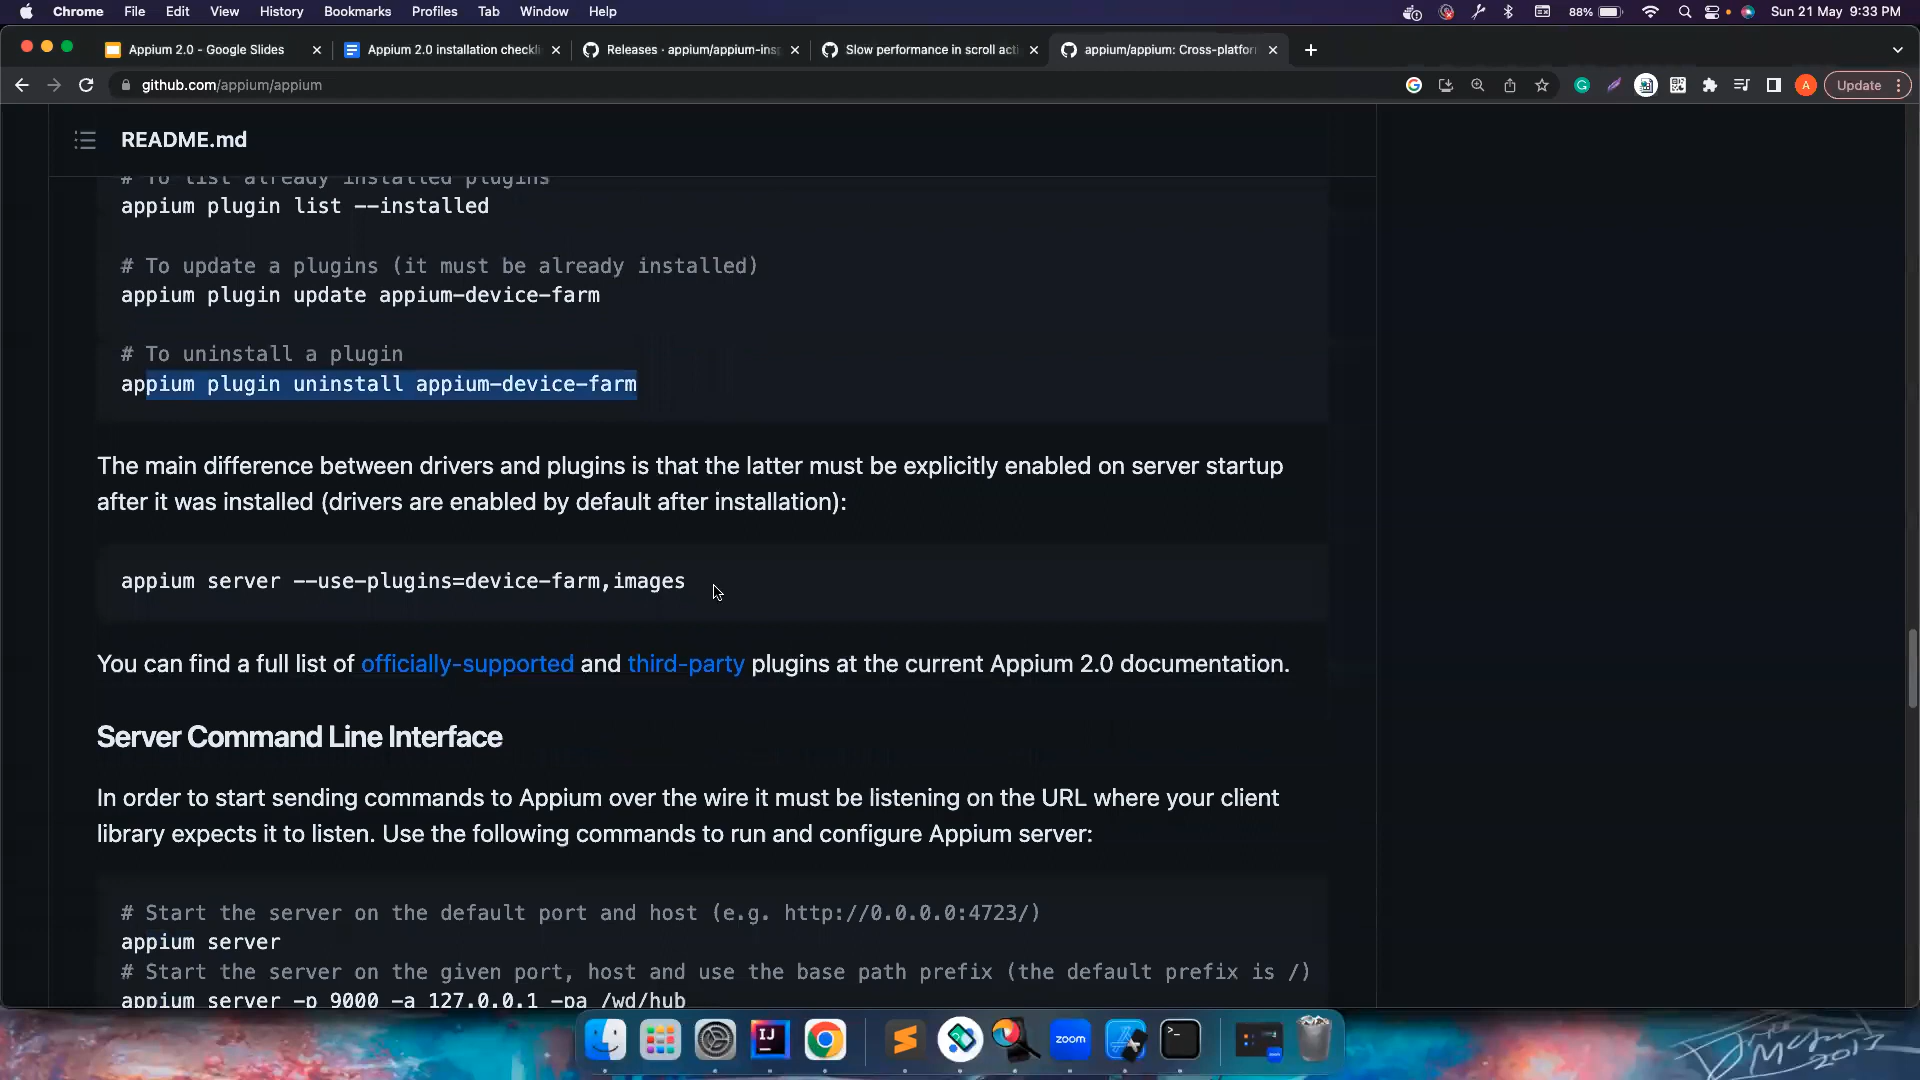 Chrome File Edit View History Bookmarks Profiles Tab Window Help 88% Sun 21 May 9:33 PM
Appium 2.0 - Google Slides Appium 2.0 installation checkli Releases · appium/appium-ins Slow performance in scroll acti appium/appium: Cross-platfor
github.com/appium/appium A Update
README.md
# To list already installed plugins
appium plugin list --installed
# To update a plugins (it must be already installed)
appium plugin update appium-device-farm
# To uninstall a plugin
appium plugin uninstall appium-device-farm
The main difference between drivers and plugins is that the latter must be explicitly enabled on server startup
after it was installed (drivers are enabled by default after installation):
appium server --use-plugins=device-farm,images
You can find a full list of officially-supported and third-party plugins at the current Appium 2.0 documentation.
Server Command Line Interface
In order to start sending commands to Appium over the wire it must be listening on the URL where your client
library expects it to listen. Use the following commands to run and configure Appium server:
# Start the server on the default port and host (e.g. http://0.0.0.0:4723/)
appium server
# Start the server on the given port, host and use the base path prefix (the default prefix is /)
appium server -p 9000 -a 127.0.0.1 -pa /wd/hub
IJ
zoom
2017